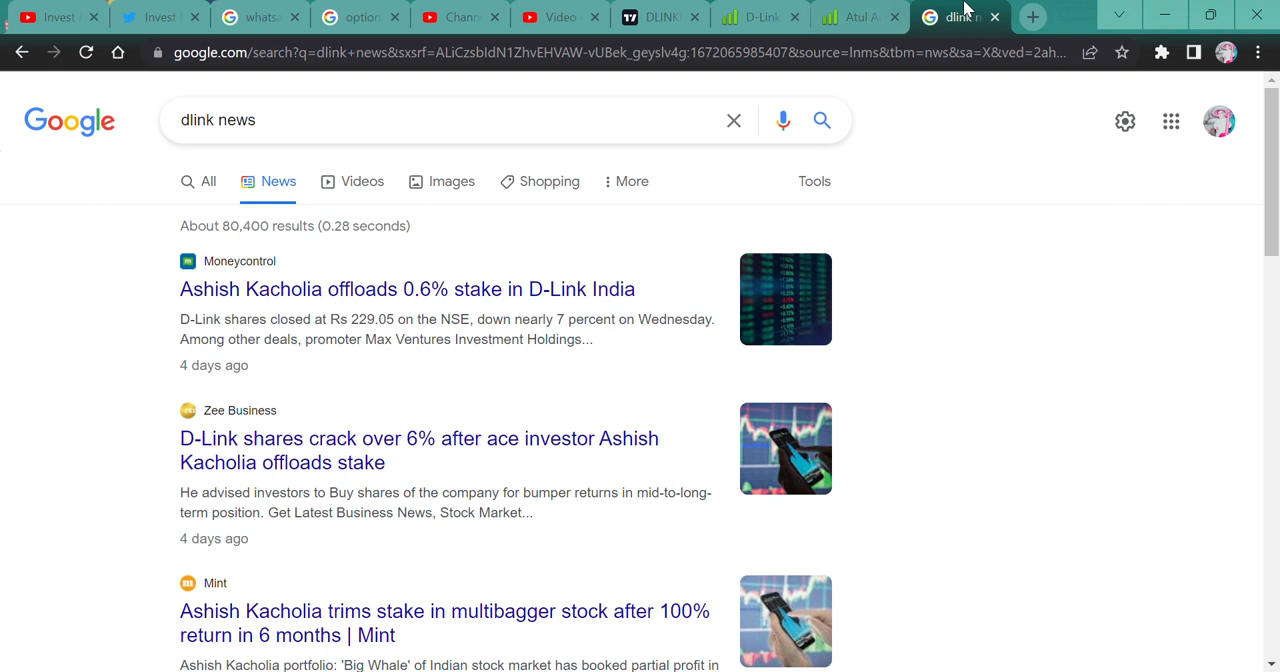 Invest
Invest
whatsa
option
Chann
Video
DLINK
D-Link
Atul A
dlink n
google.com/search?q=dlink+news&sxsrf=ALiCzsbIdN1ZhvEHVAW-vUBek_geyslv4g:1672065985407&source=lnms&tbm=nws&sa=X&ved=2ah...
Google
dlink news
All
News
Videos
Images
Shopping
More
Tools
About 80,400 results (0.28 seconds)
Moneycontrol
Ashish Kacholia offloads 0.6% stake in D-Link India
D-Link shares closed at Rs 229.05 on the NSE, down nearly 7 percent on Wednesday.
Among other deals, promoter Max Ventures Investment Holdings...
4 days ago
Zee Business
D-Link shares crack over 6% after ace investor Ashish
Kacholia offloads stake
He advised investors to Buy shares of the company for bumper returns in mid-to-long-
term position. Get Latest Business News, Stock Market...
4 days ago
Mint
Ashish Kacholia trims stake in multibagger stock after 100%
return in 6 months | Mint
Ashish Kacholia portfolio: 'Big Whale' of Indian stock market has booked partial profit in